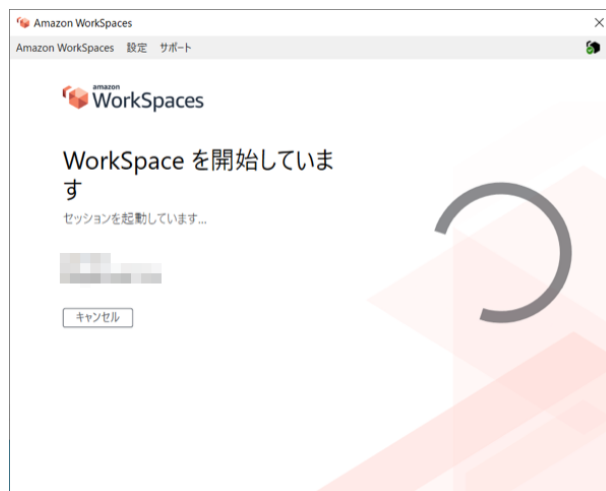 Amazon WorkSpaces
Amazon WorkSpaces 設定 サポート
amazon
WorkSpaces
WorkSpace を開始していま
す
セッションを起動しています...
キャンセル